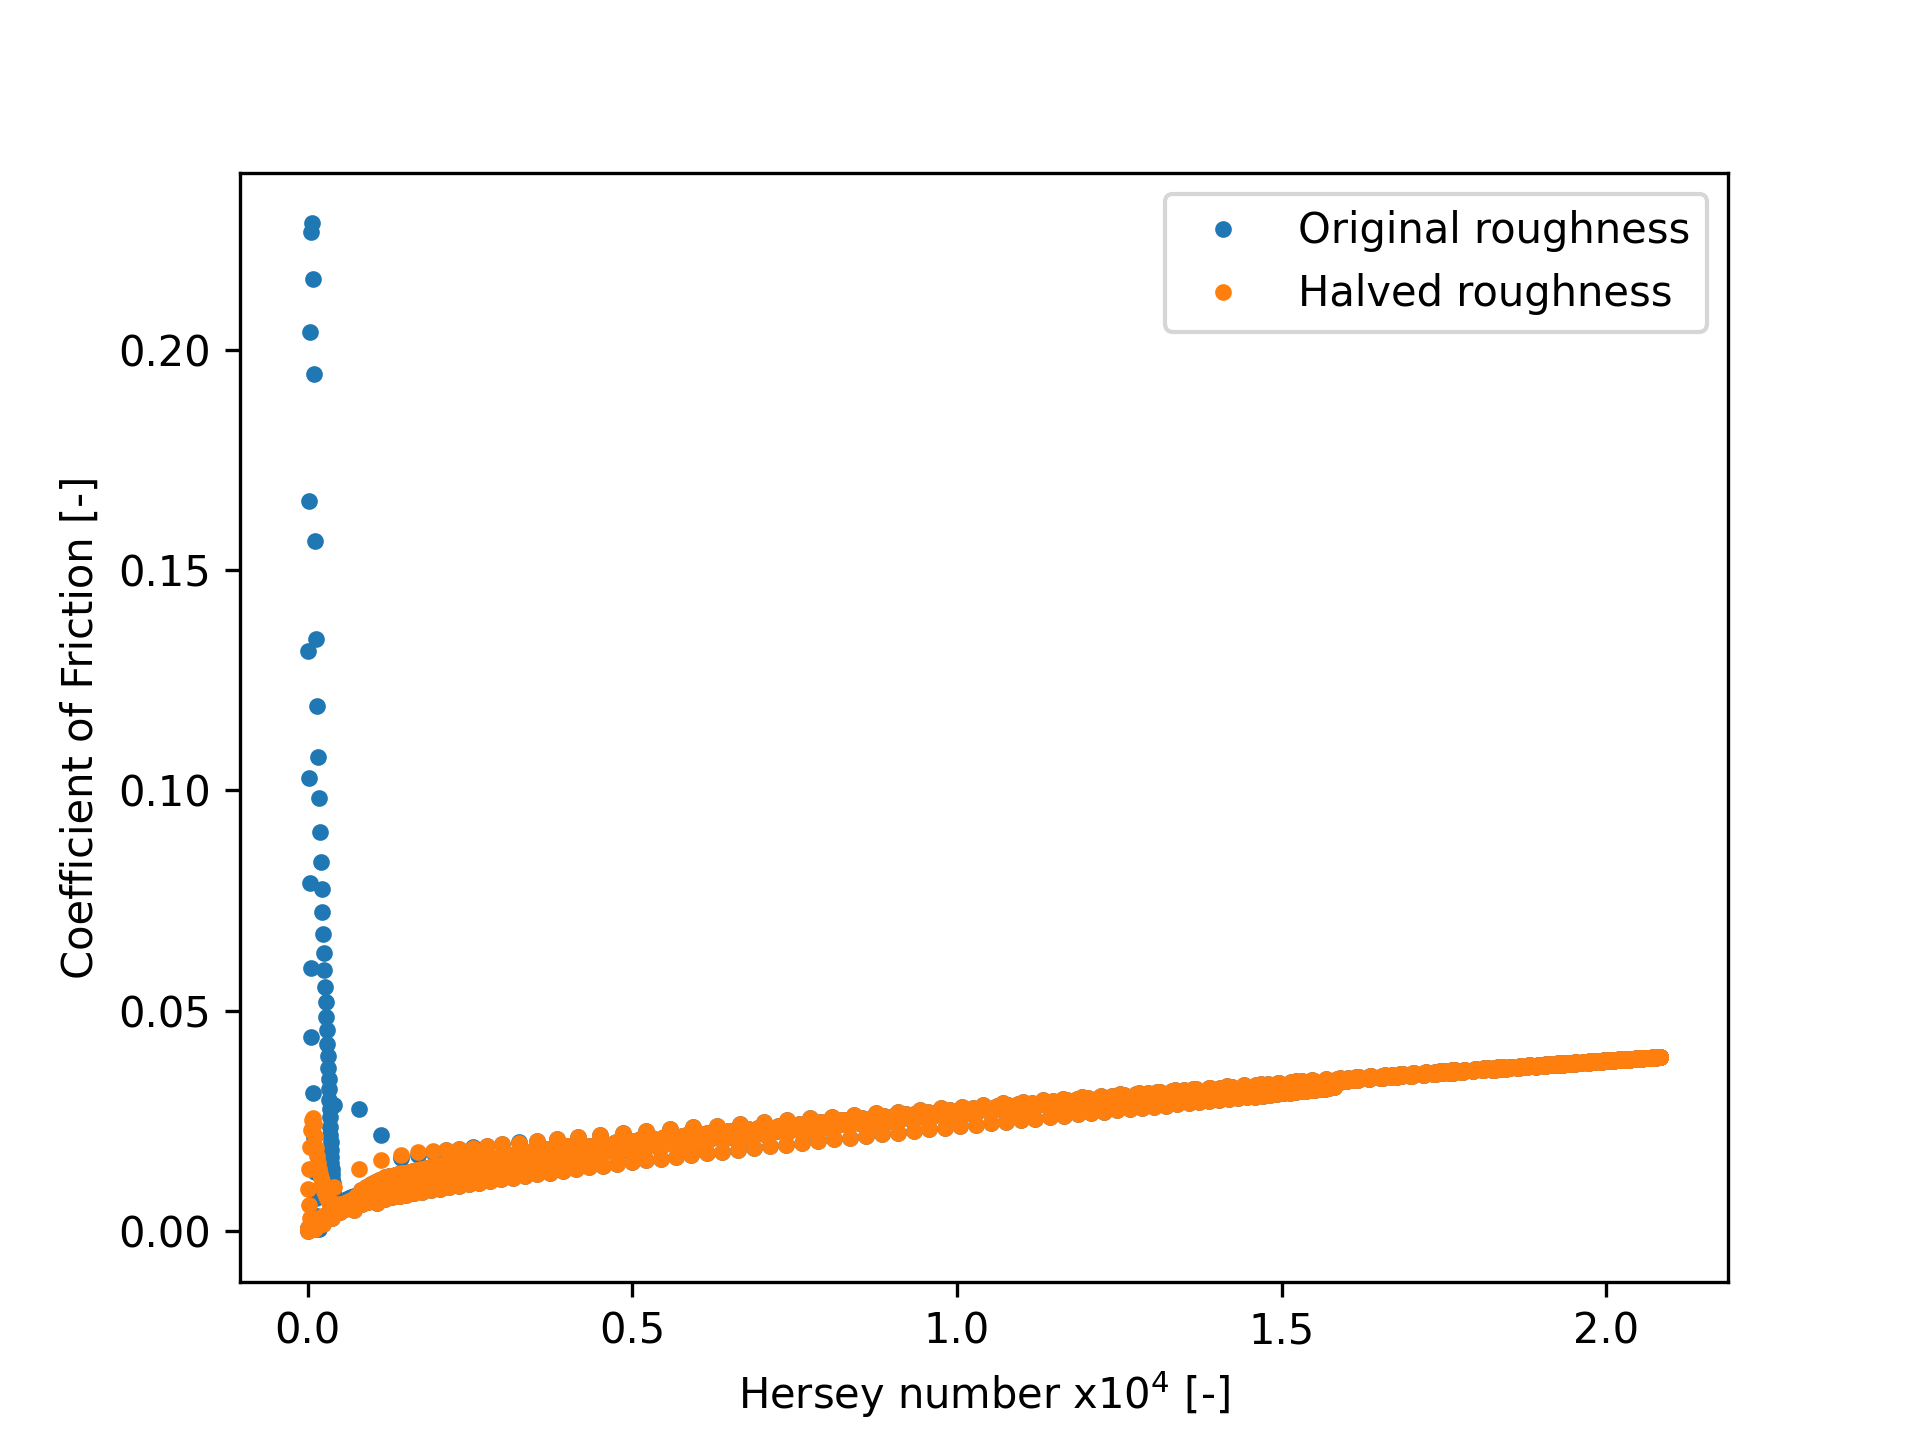 Original roughness
Halved roughness
Coefficient of Friction [-]
0.20
0.15
0.10
0.05
0.00
0.0 0.5 1.0 1.5 2.0
Hersey number x10⁴ [-]